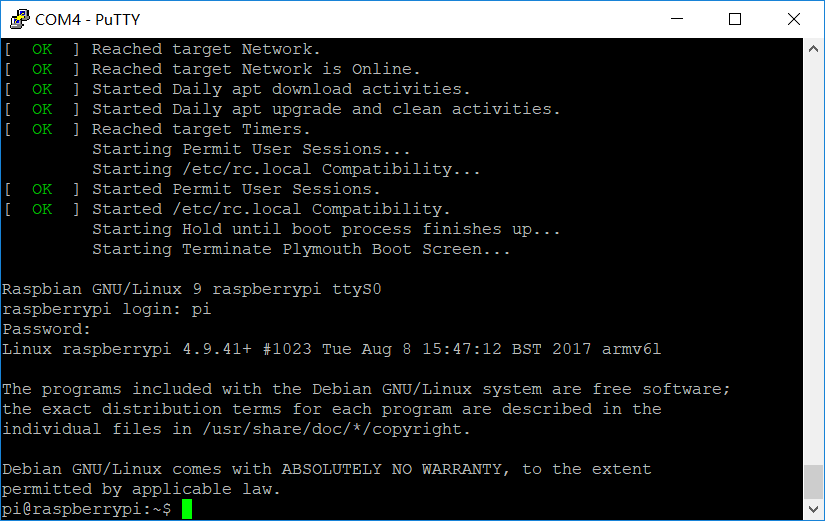 COM4 - PuTTY
[  OK  ] Reached target Network.
[  OK  ] Reached target Network is Online.
[  OK  ] Started Daily apt download activities.
[  OK  ] Started Daily apt upgrade and clean activities.
[  OK  ] Reached target Timers.
         Starting Permit User Sessions...
         Starting /etc/rc.local Compatibility...
[  OK  ] Started Permit User Sessions.
[  OK  ] Started /etc/rc.local Compatibility.
         Starting Hold until boot process finishes up...
         Starting Terminate Plymouth Boot Screen...
Raspbian GNU/Linux 9 raspberrypi ttyS0
raspberrypi login: pi
Password:
Linux raspberrypi 4.9.41+ #1023 Tue Aug 8 15:47:12 BST 2017 armv6l
The programs included with the Debian GNU/Linux system are free software;
the exact distribution terms for each program are described in the
individual files in /usr/share/doc/*/copyright.
Debian GNU/Linux comes with ABSOLUTELY NO WARRANTY, to the extent
permitted by applicable law.
pi@raspberrypi:~$